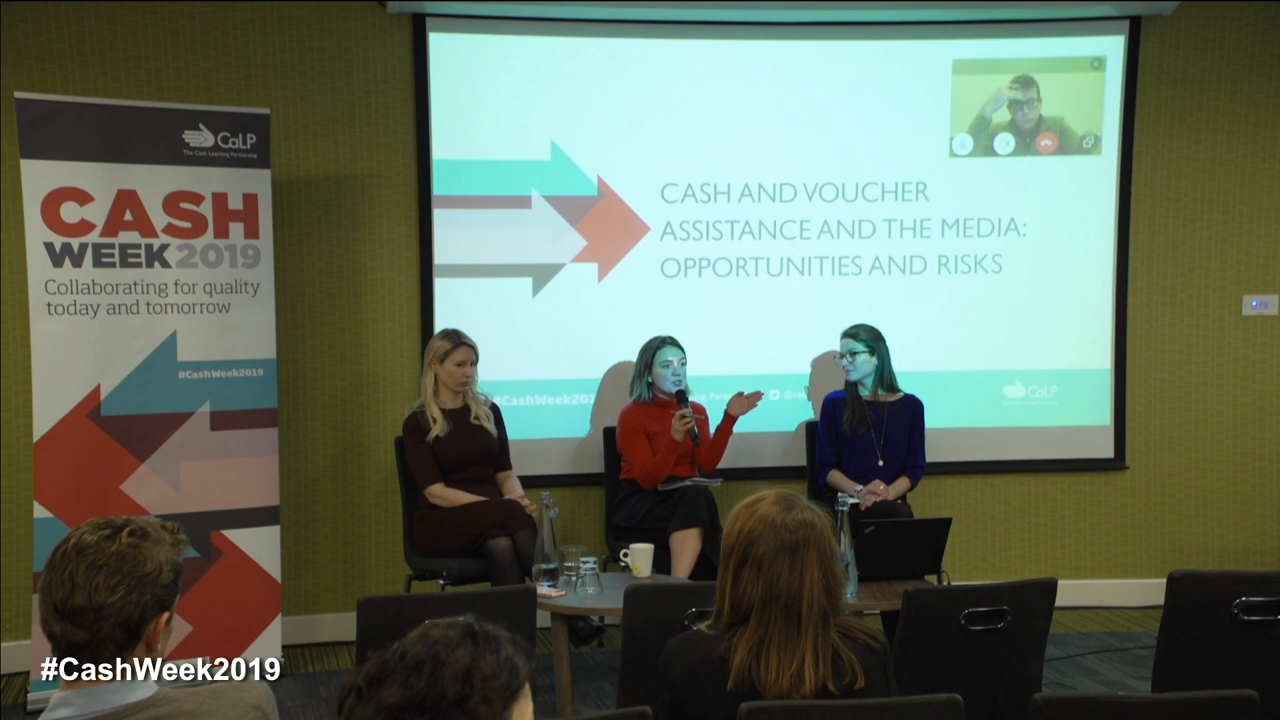 CaLP
The Cash Learning Partnership
CASH
WEEK2019
Collaborating for quality
today and tomorrow
#CashWeek2019
CASH AND VOUCHER
ASSISTANCE AND THE MEDIA:
OPPORTUNITIES AND RISKS
#CashWeek201
CaLP
#CashWeek2019